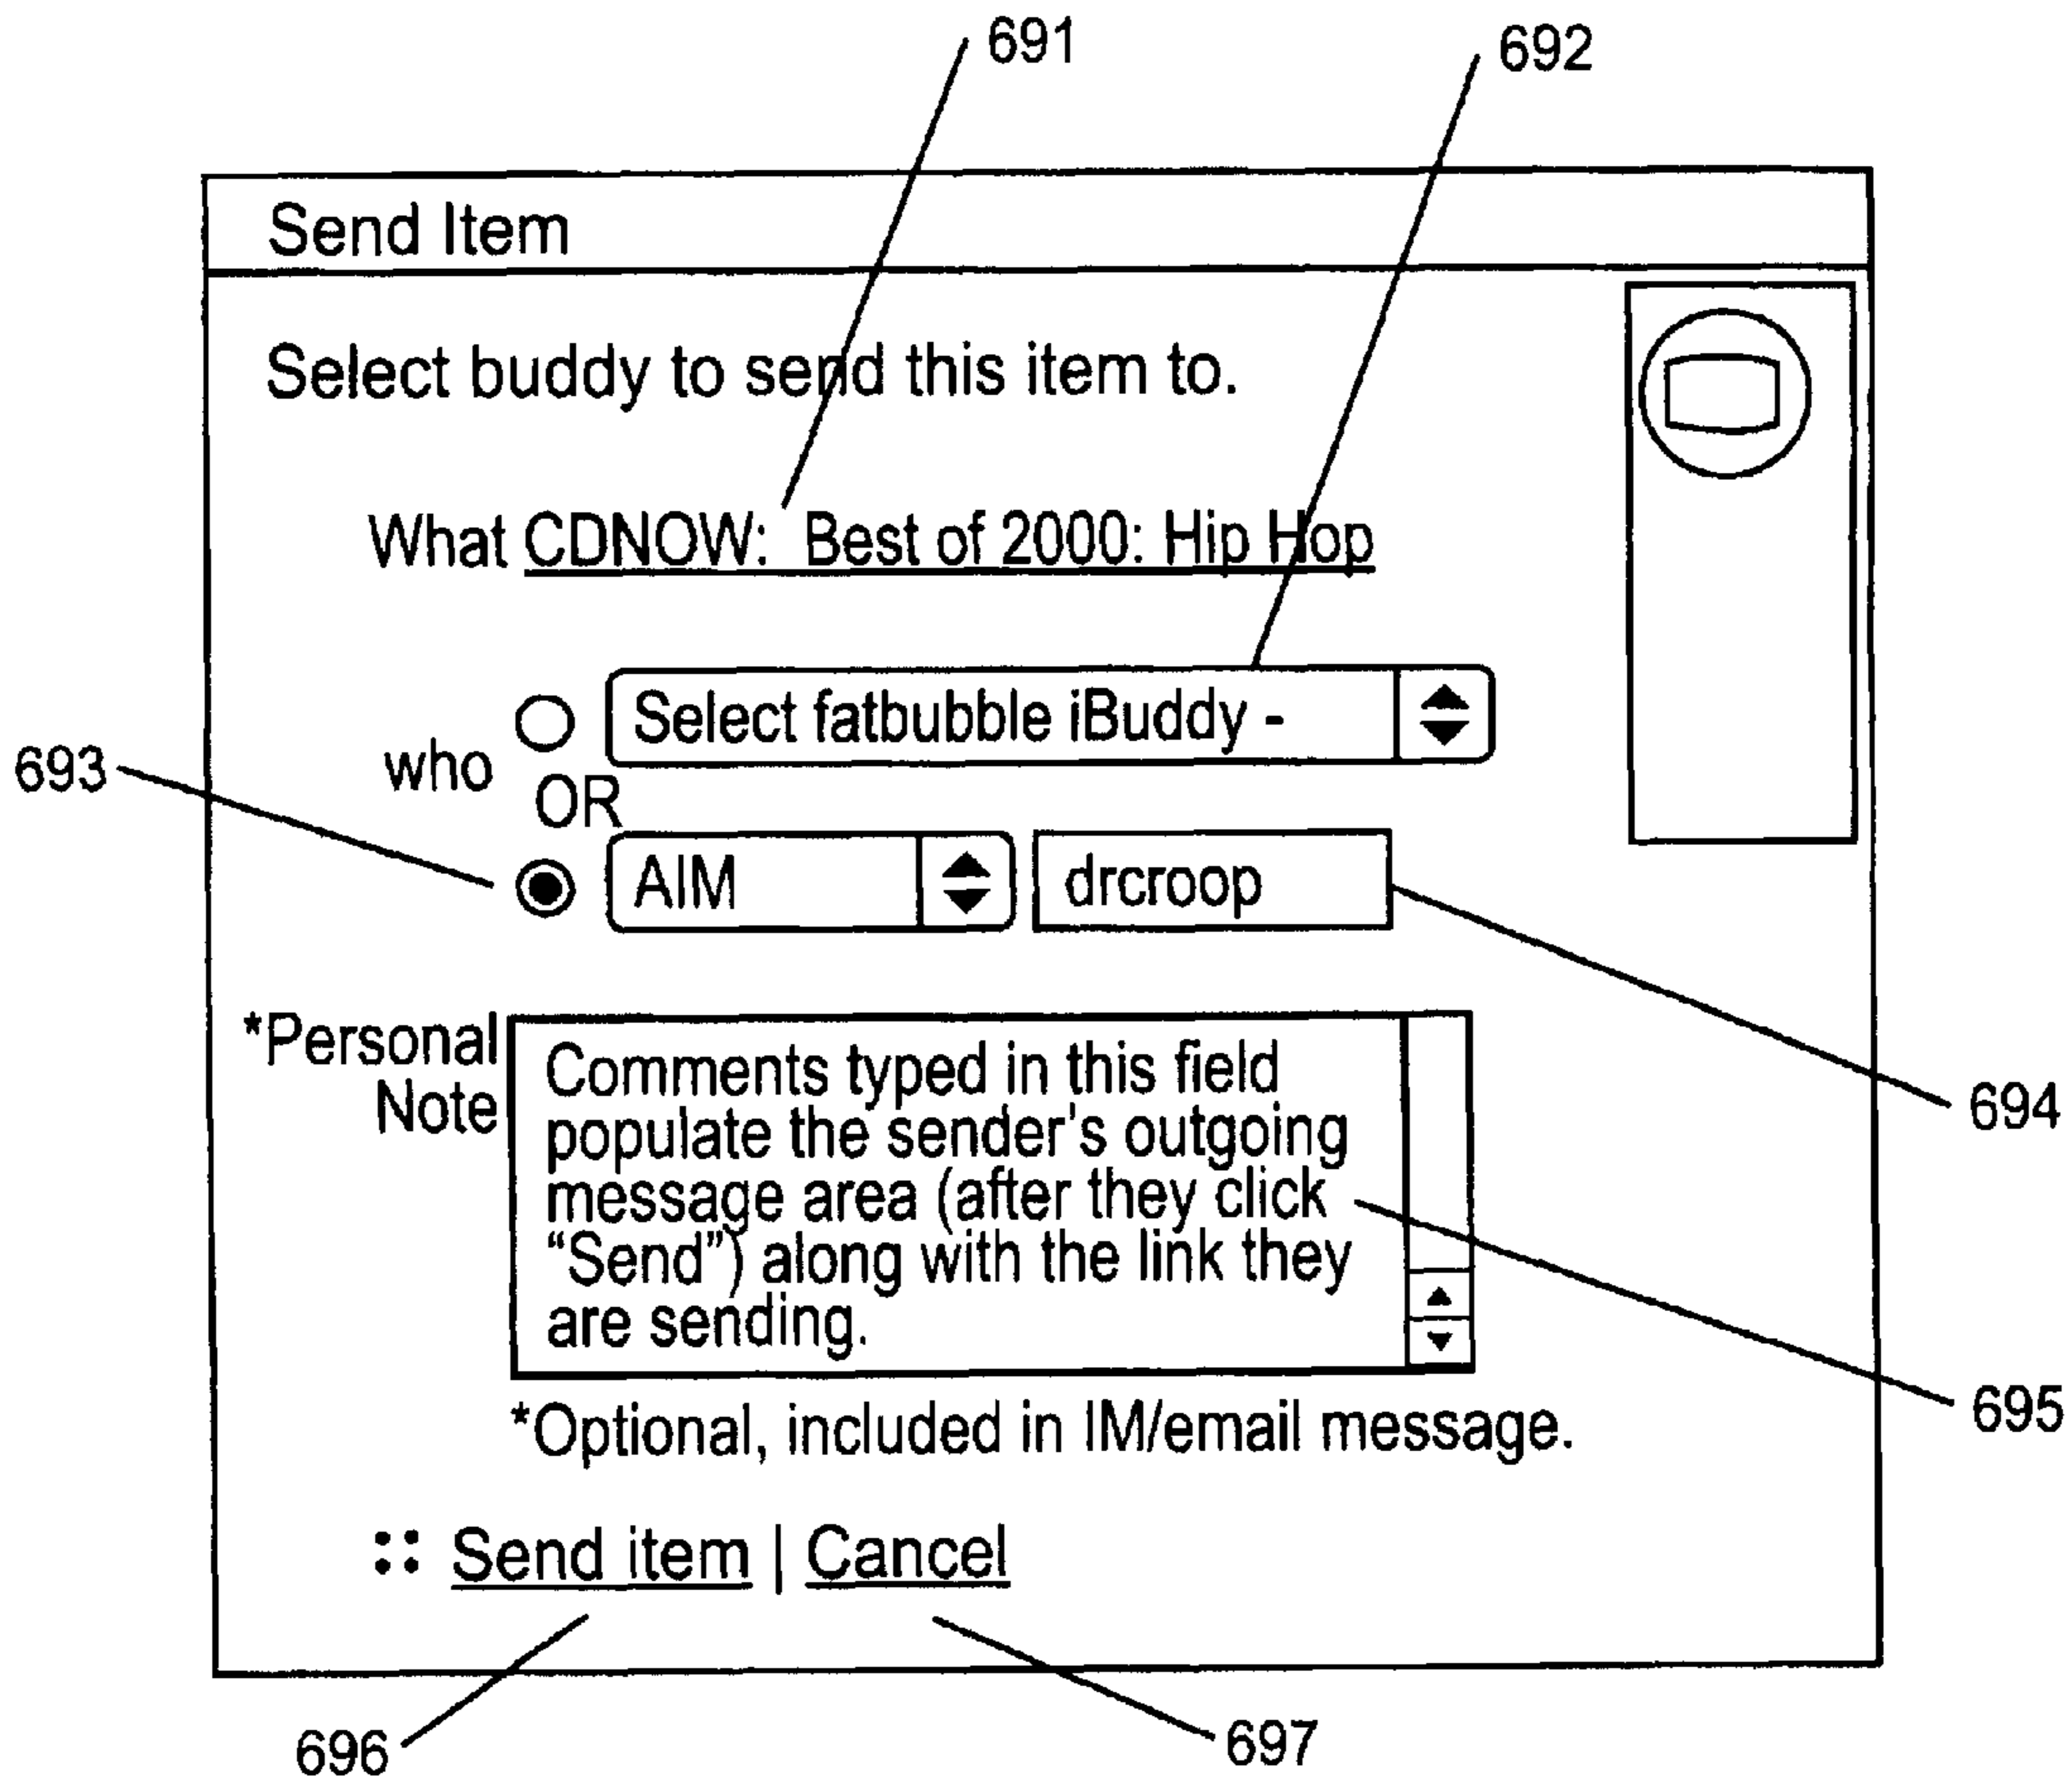 691
692
Send Item
Select buddy to send this item to.
What CDNOW: Best of 2000: Hip Hop
Select fatbubble iBuddy -
693
who
OR
AIM
drcroop
*Personal
Note
Comments typed in this field
populate the sender's outgoing
message area (after they click
“Send”) along with the link they
are sending.
694
695
*Optional, included in IM/email message.
Send item | Cancel
696
697